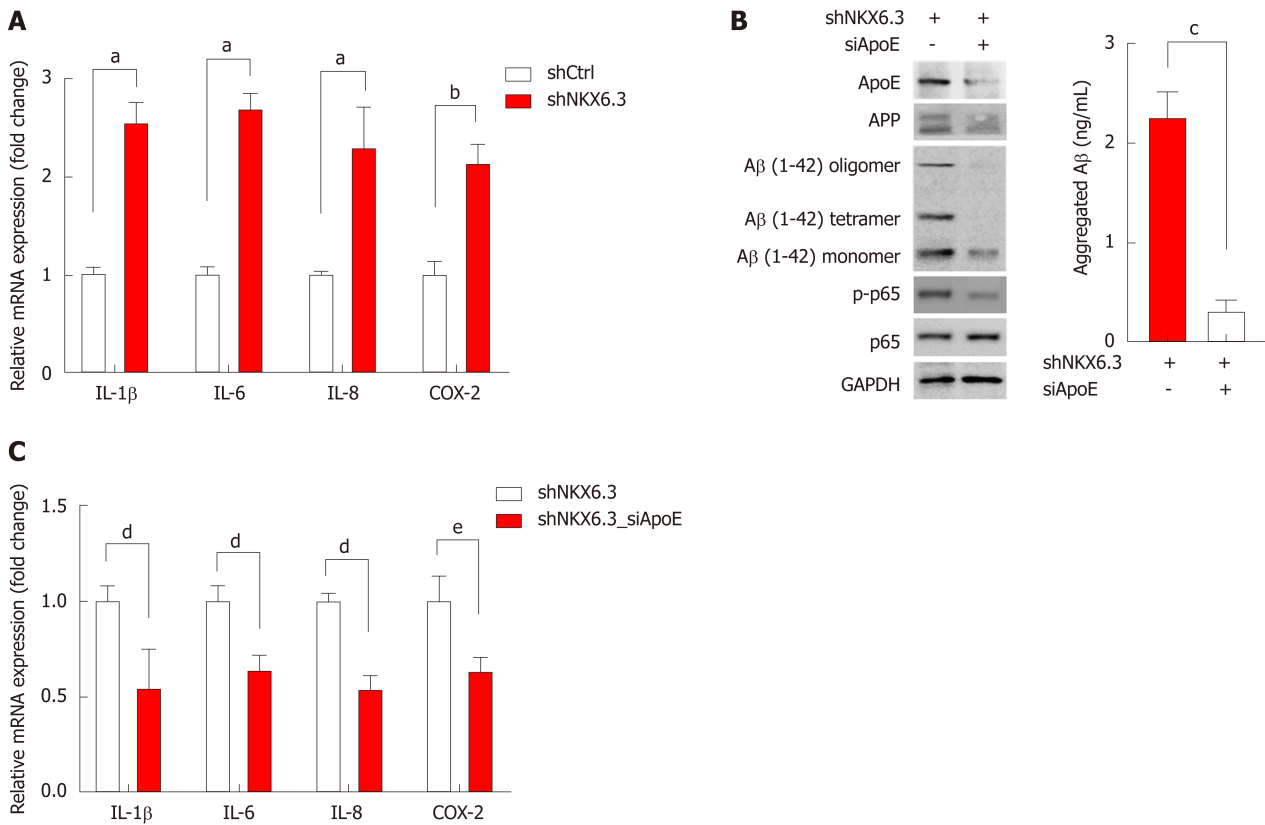 A
Relative mRNA expression (fold change)
3
2
1
0
a
a
a
b
shCtrl
shNKX6.3
IL-1β
IL-6
IL-8
COX-2
B
shNKX6.3 + +
siApoE - +
ApoE
APP
Aβ (1-42) oligomer
Aβ (1-42) tetramer
Aβ (1-42) monomer
p-p65
p65
GAPDH
Aggregated Aβ (ng/mL)
3
2
1
0
c
shNKX6.3 + +
siApoE - +
C
Relative mRNA expression (fold change)
1.5
1.0
0.5
0.0
d
d
d
e
shNKX6.3
shNKX6.3_siApoE
IL-1β
IL-6
IL-8
COX-2